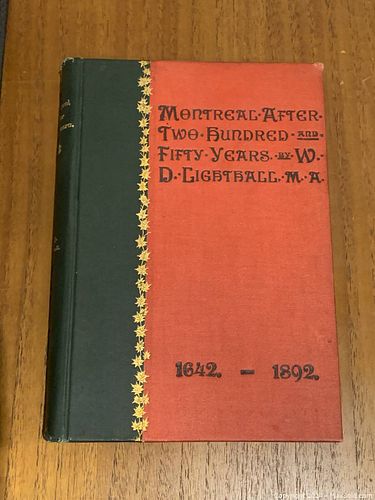 MONTREAL·AFTER·
TWO·HUNDRED·AND·
FIFTY·YEARS·BY·W.
D.LIGHTHALL.M.A.
1642. — 1892.